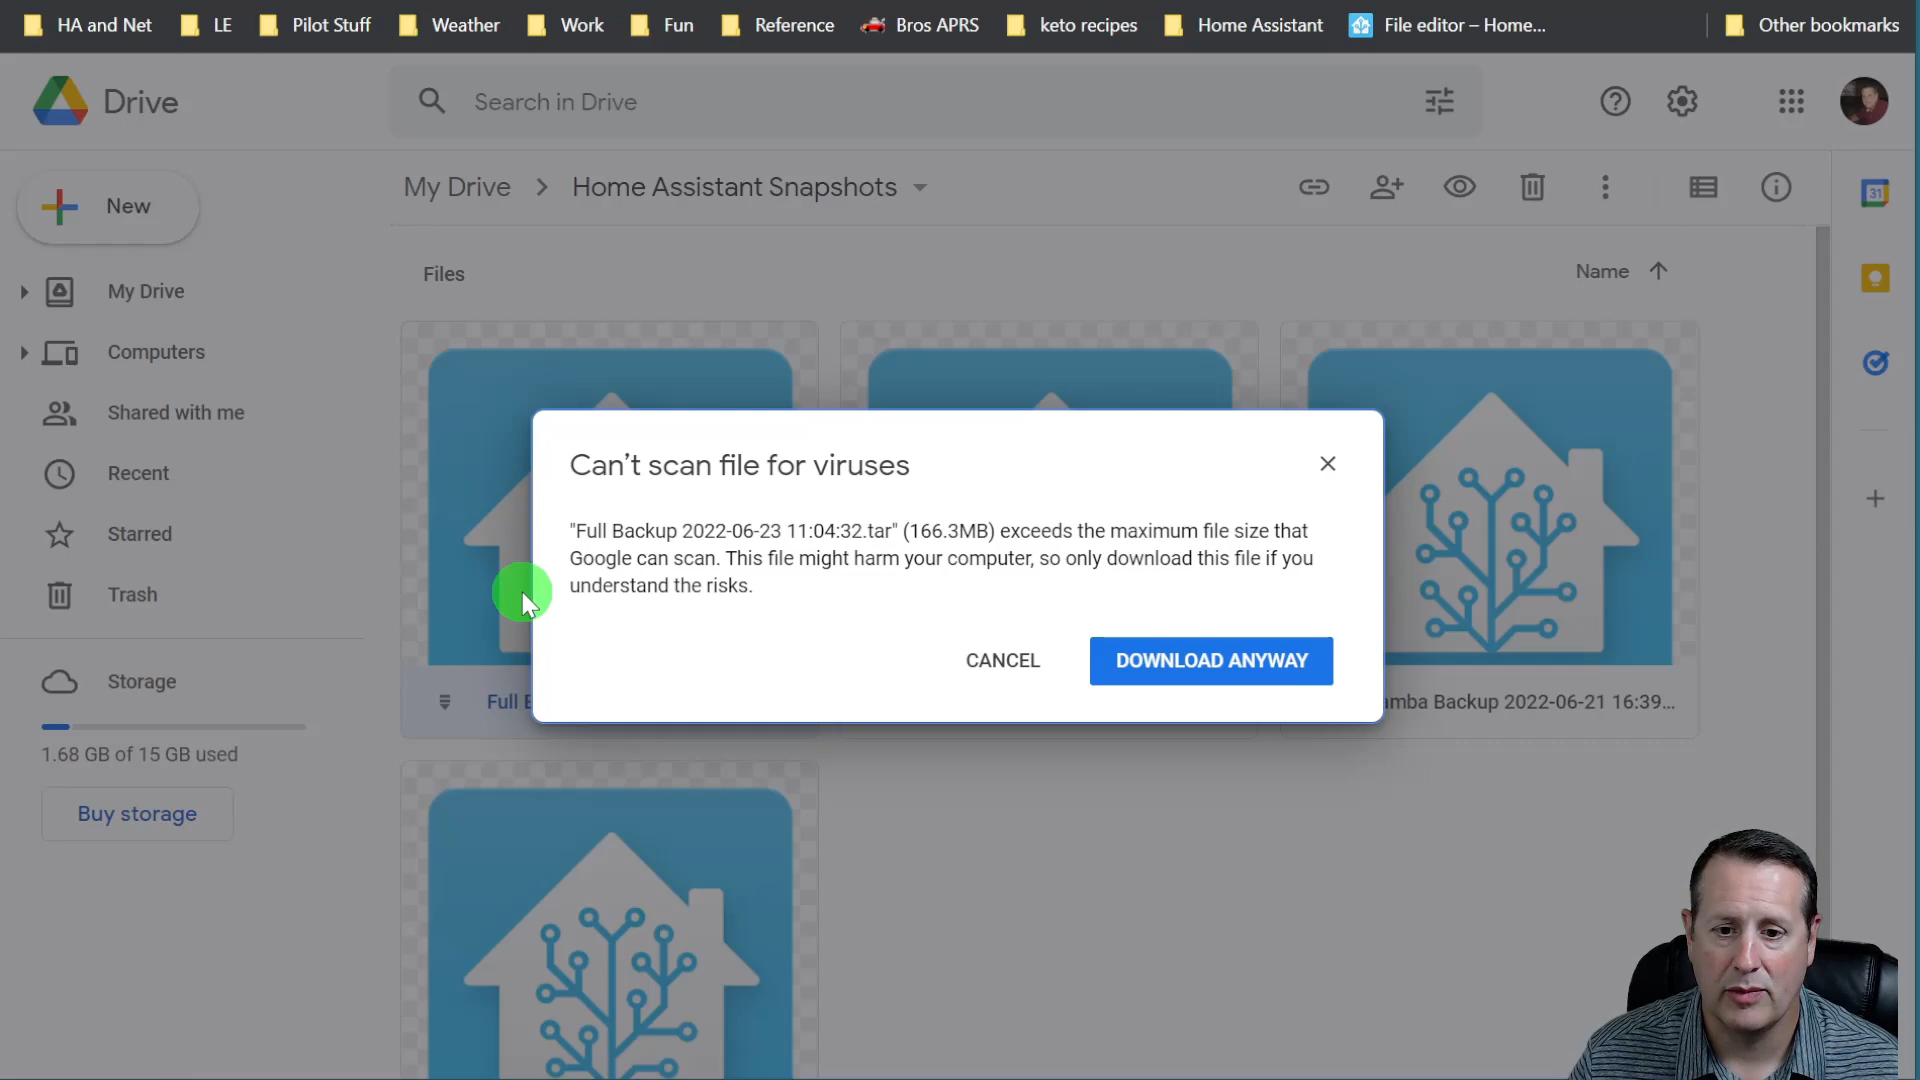 HA and Net LE Pilot Stuff Weather Work Fun Reference Bros APRS keto recipes Home Assistant File editor – Home... Other bookmarks
Drive
Search in Drive
New
My Drive > Home Assistant Snapshots
My Drive
Computers
Shared with me
Recent
Starred
Trash
Storage
1.68 GB of 15 GB used
Buy storage
Files
Name
31
Can't scan file for viruses
"Full Backup 2022-06-23 11:04:32.tar" (166.3MB) exceeds the maximum file size that
Google can scan. This file might harm your computer, so only download this file if you
understand the risks.
CANCEL
DOWNLOAD ANYWAY
Full
amba Backup 2022-06-21 16:39...